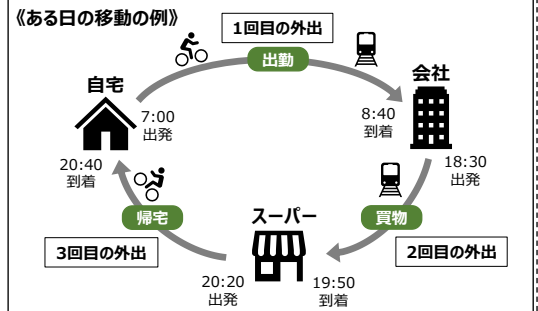 《ある日の移動の例》
1回目の外出
出勤
自宅
7:00
出発
会社
8:40
到着
18:30
出発
買物
2回目の外出
スーパー
19:50
到着
20:20
出発
帰宅
3回目の外出
20:40
到着